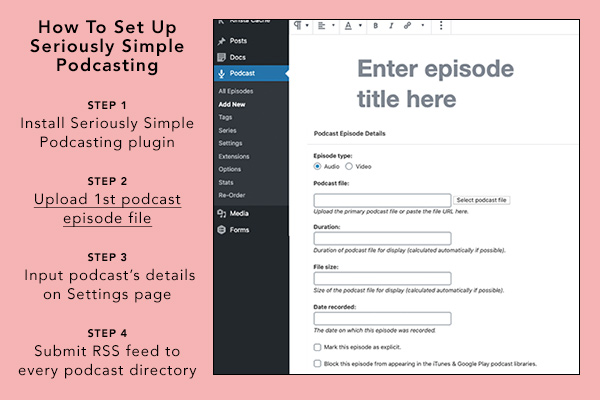 How To Set Up
Seriously Simple
Podcasting
STEP 1
Install Seriously Simple
Podcasting plugin
STEP 2
Upload 1st podcast
episode file
STEP 3
Input podcast's details
on Settings page
STEP 4
Submit RSS feed to
every podcast directory
Kinsta Cache
Posts
Docs
Podcast
All Episodes
Add New
Tags
Series
Settings
Extensions
Options
Stats
Re-Order
Media
Forms
A B I
Enter episode
title here
Podcast Episode Details
Episode type:
Audio Video
Podcast file:
Select podcast file
Upload the primary podcast file or paste the file URL here.
Duration:
Duration of podcast file for display (calculated automatically if possible).
File size:
Size of the podcast file for display (calculated automatically if possible).
Date recorded:
The date on which this episode was recorded.
Mark this episode as explicit.
Block this episode from appearing in the iTunes & Google Play podcast libraries.